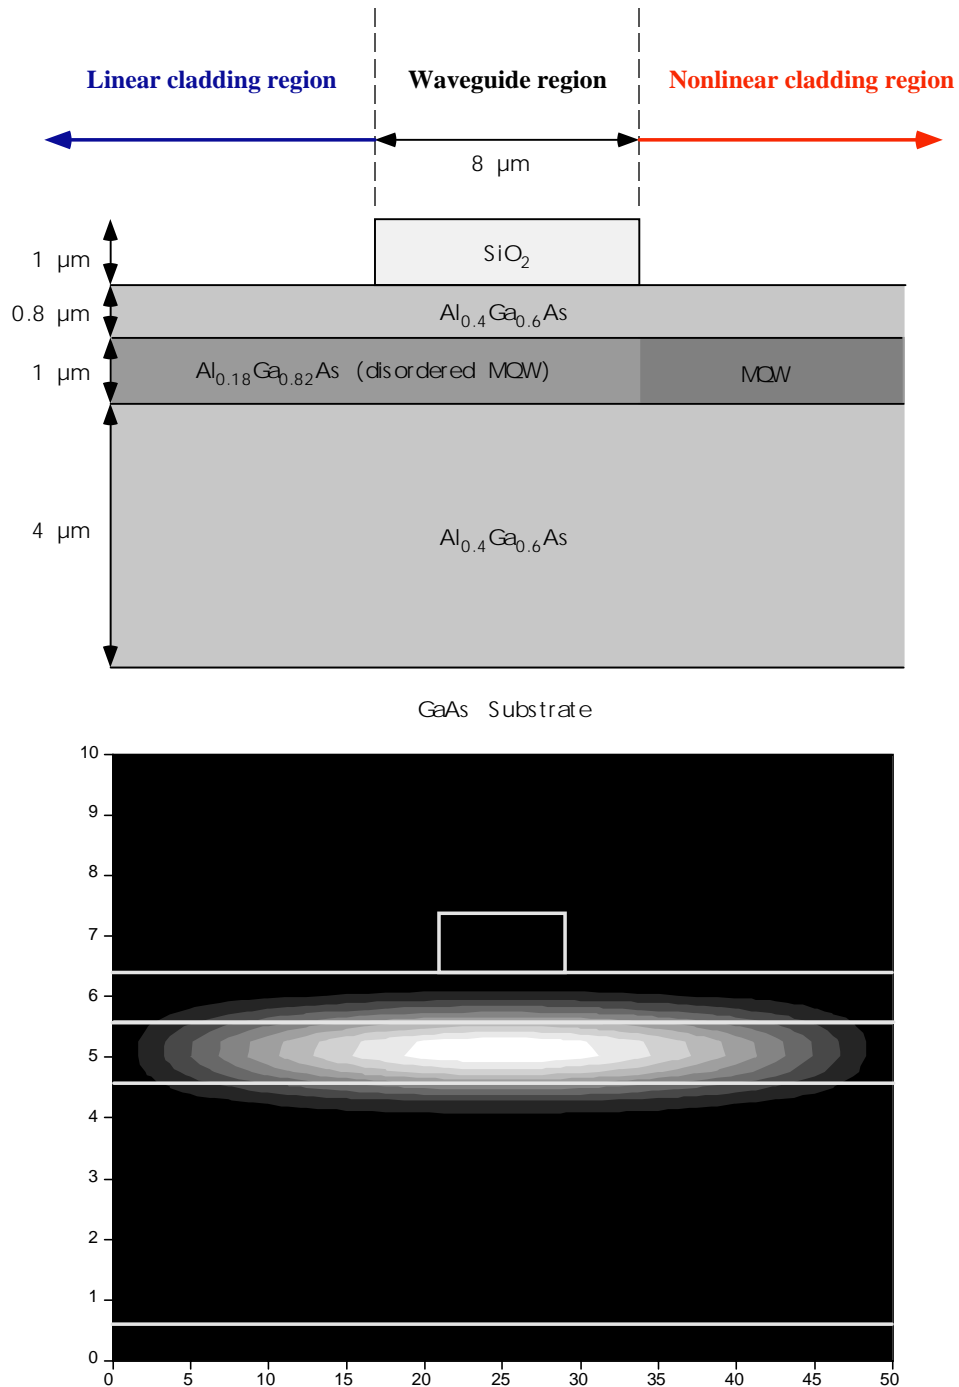 Linear cladding region Waveguide region Nonlinear cladding region
8 µm
SiO2
1 µm
0.8 µm Al0.4Ga0.6As
1 µm Al0.18Ga0.82As (disordered MQW) MQW
4 µm Al0.4Ga0.6As
GaAs Substrate
10
9
8
7
6
5
4
3
2
1
0
0 5 10 15 20 25 30 35 40 45 50